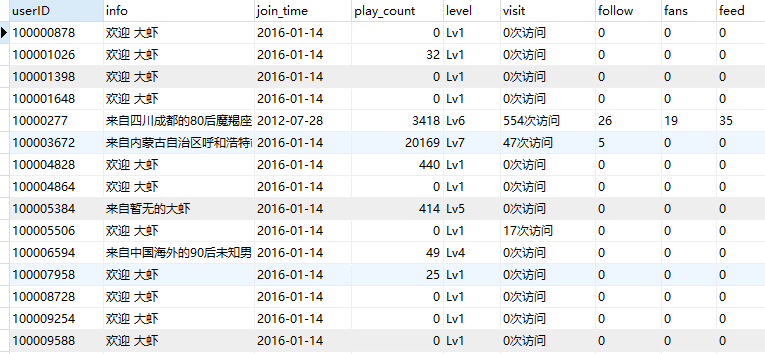 userID info join_time play_count level visit follow fans feed
100000878 欢迎 大虾 2016-01-14 0 Lv1 0次访问 0 0 0
100001026 欢迎 大虾 2016-01-14 32 Lv1 0次访问 0 0 0
100001398 欢迎 大虾 2016-01-14 0 Lv1 0次访问 0 0 0
100001648 欢迎 大虾 2016-01-14 0 Lv1 0次访问 0 0 0
10000277 来自四川成都的80后魔羯座 2012-07-28 3418 Lv6 554次访问 26 19 35
100003672 来自内蒙古自治区呼和浩特 2016-01-14 20169 Lv7 47次访问 5 0 0
100004828 欢迎 大虾 2016-01-14 440 Lv1 0次访问 0 0 0
100004864 欢迎 大虾 2016-01-14 0 Lv1 0次访问 0 0 0
100005384 来自暂无的大虾 2016-01-14 414 Lv5 0次访问 0 0 0
100005506 欢迎 大虾 2016-01-14 0 Lv1 17次访问 0 0 0
100006594 来自中国海外的90后未知男 2016-01-14 49 Lv4 0次访问 0 0 0
100007958 欢迎 大虾 2016-01-14 25 Lv1 0次访问 0 0 0
100008728 欢迎 大虾 2016-01-14 0 Lv1 0次访问 0 0 0
100009254 欢迎 大虾 2016-01-14 0 Lv1 0次访问 0 0 0
100009588 欢迎 大虾 2016-01-14 0 Lv1 0次访问 0 0 0